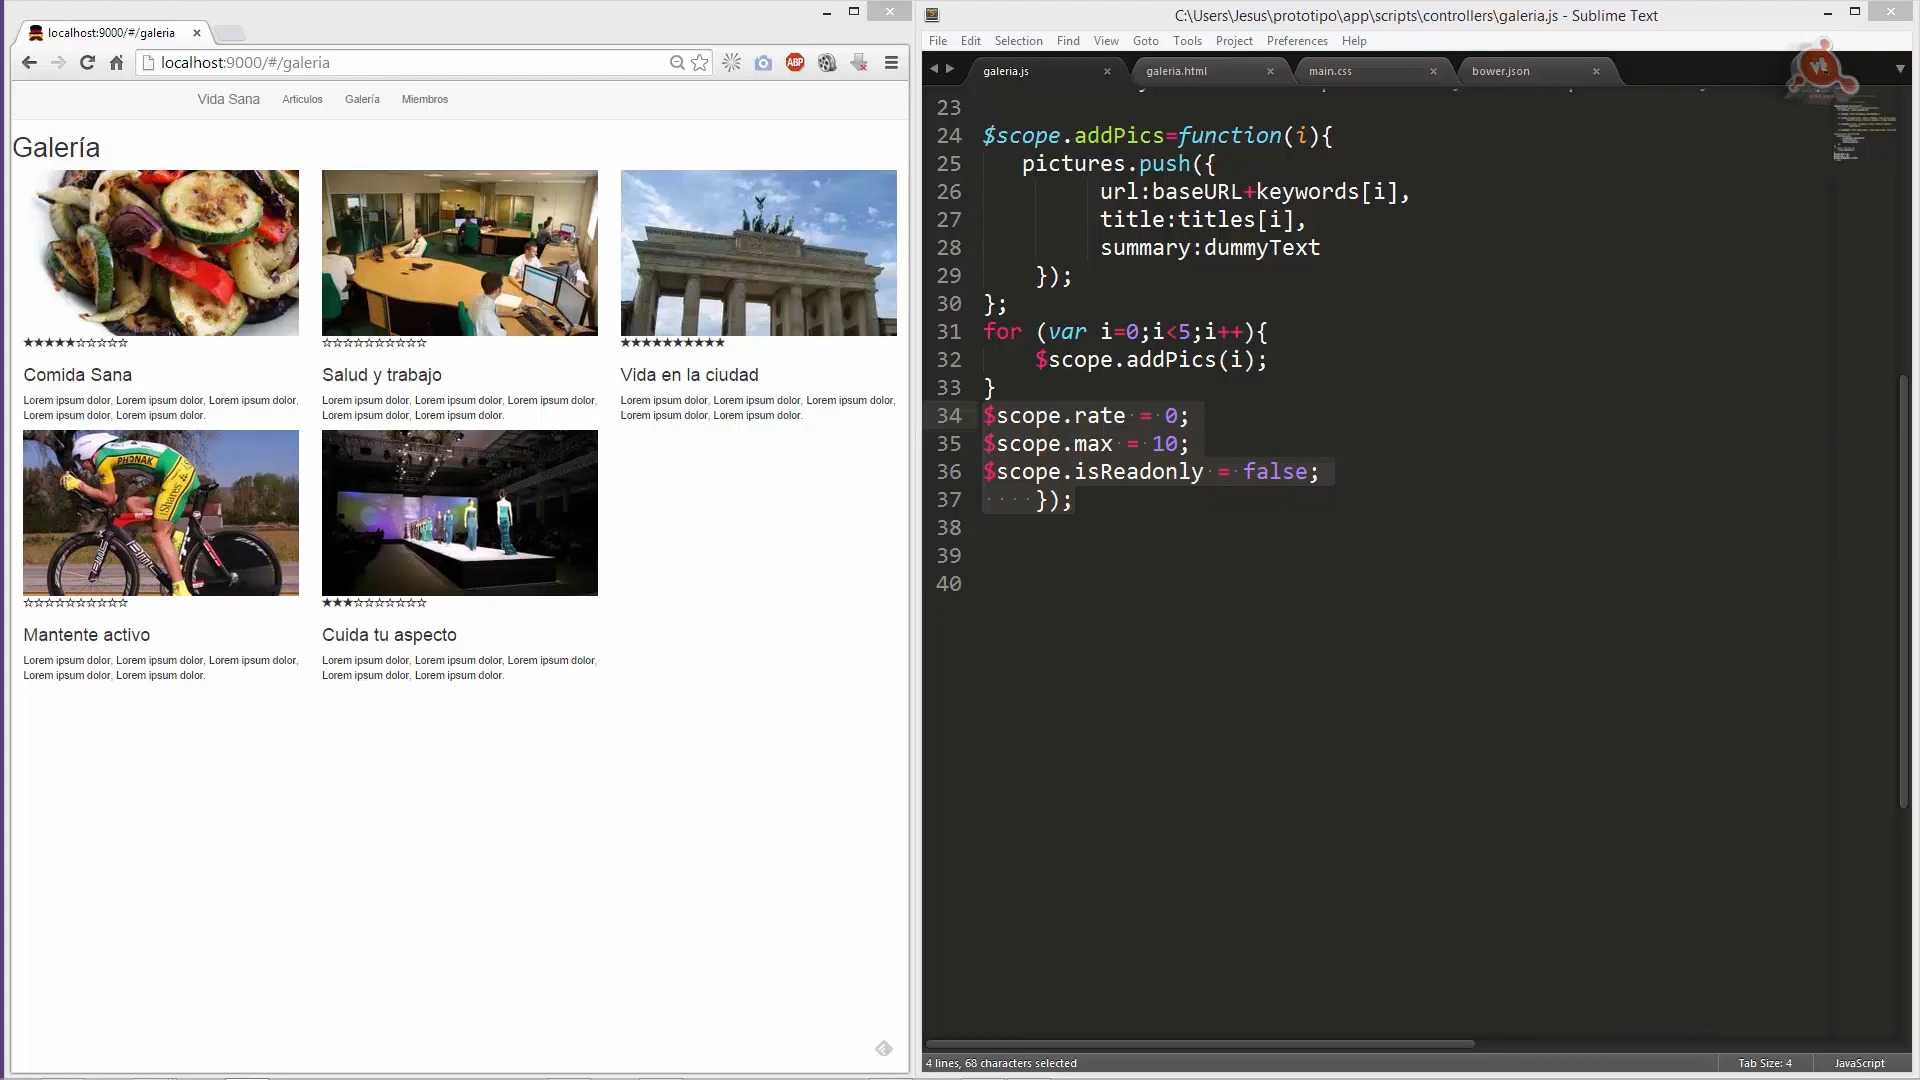 localhost:9000/#/galeria
localhost:9000/#/galeria
ABP
Vida Sana Articulos Galería Miembros
Galería
★★★★★☆☆☆☆☆ ☆☆☆☆☆☆☆☆☆☆ ★★★★★★★★★★
Comida Sana Salud y trabajo Vida en la ciudad
Lorem ipsum dolor, Lorem ipsum dolor, Lorem ipsum dolor, Lorem ipsum dolor, Lorem ipsum dolor, Lorem ipsum dolor, Lorem ipsum dolor, Lorem ipsum dolor, Lorem ipsum dolor,
Lorem ipsum dolor, Lorem ipsum dolor. Lorem ipsum dolor, Lorem ipsum dolor. Lorem ipsum dolor, Lorem ipsum dolor.
PHONAK
iShares
BMC
☆☆☆☆☆☆☆☆☆☆ ★★★☆☆☆☆☆☆☆
Mantente activo Cuida tu aspecto
Lorem ipsum dolor, Lorem ipsum dolor, Lorem ipsum dolor, Lorem ipsum dolor, Lorem ipsum dolor, Lorem ipsum dolor,
Lorem ipsum dolor, Lorem ipsum dolor. Lorem ipsum dolor, Lorem ipsum dolor.
C:\Users\Jesus\prototipo\app\scripts\controllers\galeria.js - Sublime Text
File Edit Selection Find View Goto Tools Project Preferences Help
galeria.js galeria.html main.css bower.json
vt
23
24 $scope.addPics=function(i){
25 pictures.push({
26 url:baseURL+keywords[i],
27 title:titles[i],
28 summary:dummyText
29 });
30 };
31 for (var i=0;i<5;i++){
32 $scope.addPics(i);
33 }
34 $scope.rate = 0;
35 $scope.max = 10;
36 $scope.isReadonly = false;
37 });
38
39
40
4 lines, 68 characters selected Tab Size: 4 JavaScript